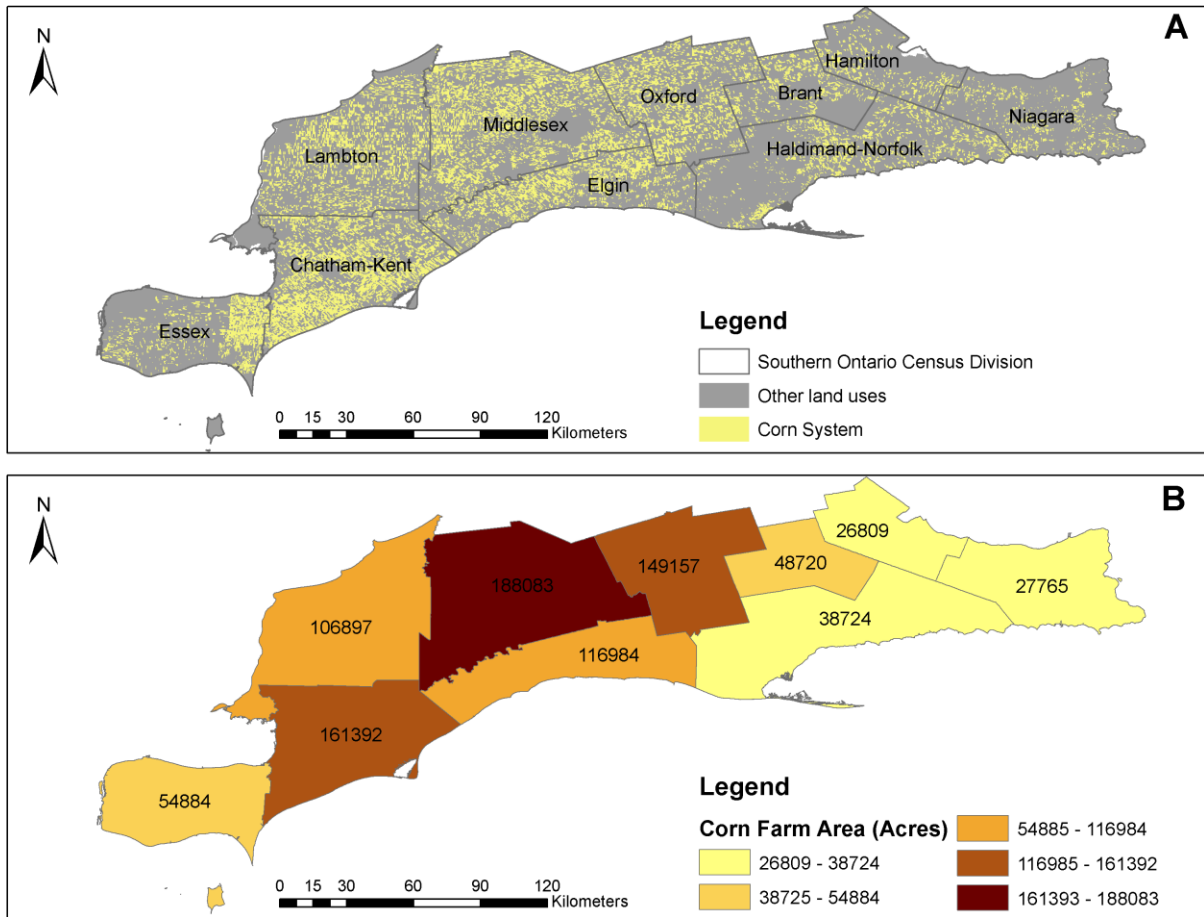 A
N
Hamilton
Oxford
Brant
Niagara
Middlesex
Haldimand-Norfolk
Lambton
Elgin
Chatham-Kent
Essex
Legend
Southern Ontario Census Division
Other land uses
Corn System
0 15 30 60 90 120
Kilometers
B
N
26809
149157
48720
27765
188083
38724
106897
116984
161392
54884
Legend
Corn Farm Area (Acres)
26809 - 38724
38725 - 54884
54885 - 116984
116985 - 161392
161393 - 188083
0 15 30 60 90 120
Kilometers